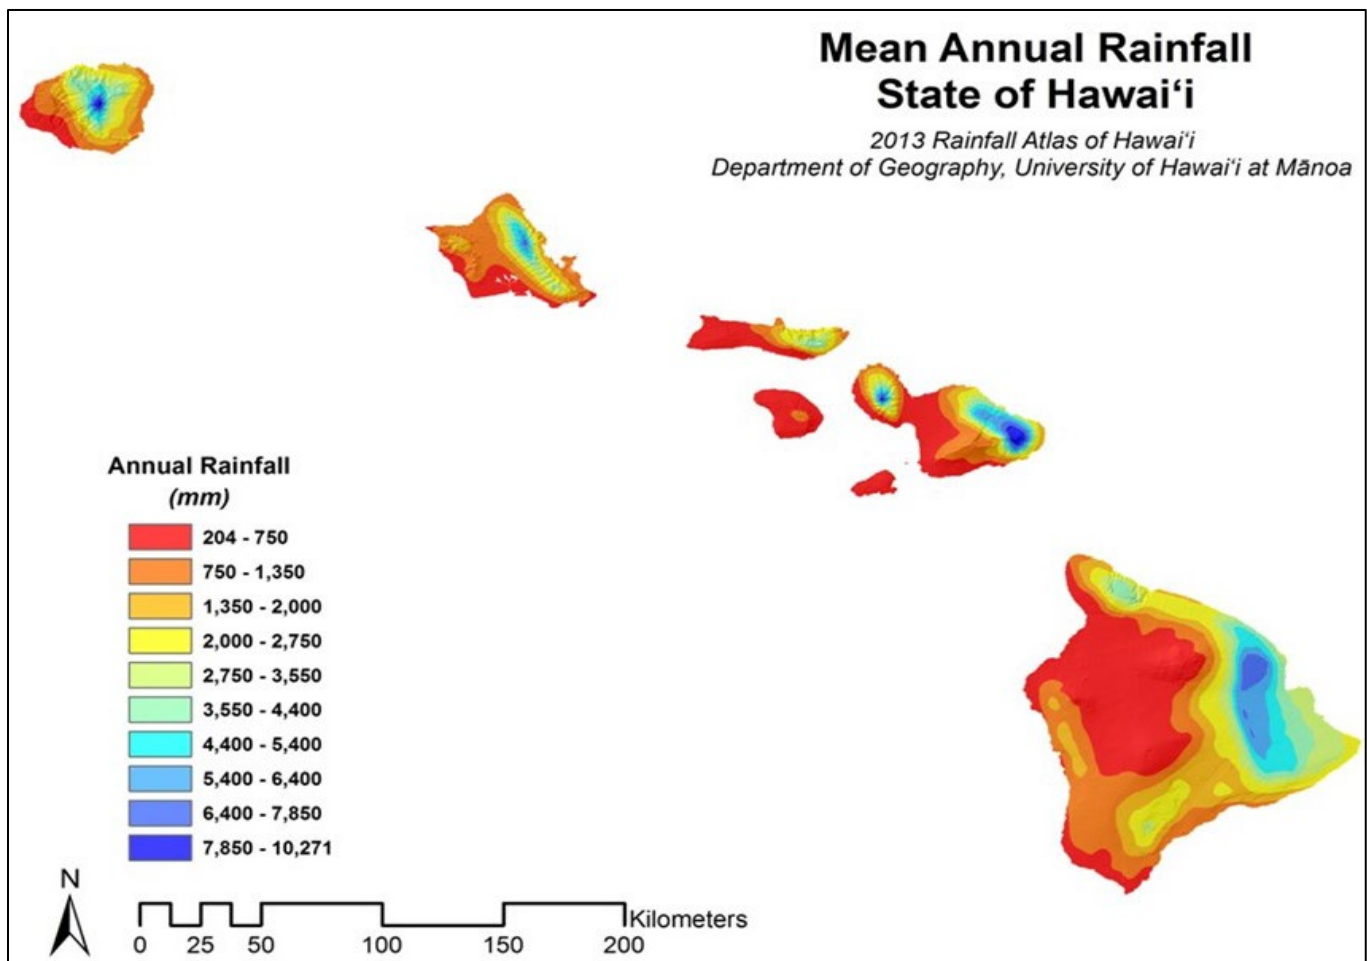 Mean Annual Rainfall
State of Hawai‘i
2013 Rainfall Atlas of Hawai‘i
Department of Geography, University of Hawai‘i at Mānoa
Annual Rainfall
(mm)
204 - 750
750 - 1,350
1,350 - 2,000
2,000 - 2,750
2,750 - 3,550
3,550 - 4,400
4,400 - 5,400
5,400 - 6,400
6,400 - 7,850
7,850 - 10,271
N
Kilometers
0 25 50 100 150 200